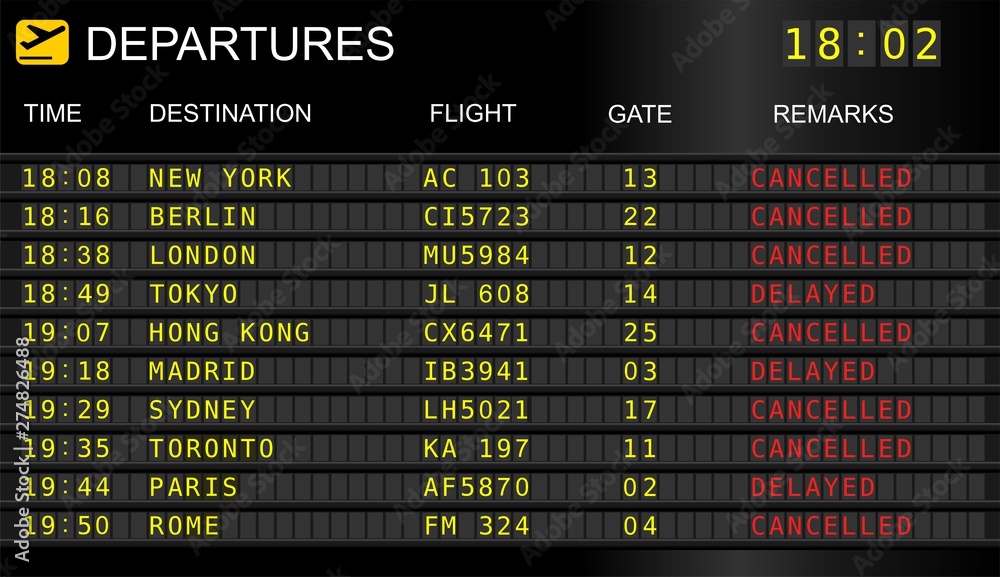 DEPARTURES 18:02
TIME DESTINATION FLIGHT GATE REMARKS
18:08 NEW YORK AC 103 13 CANCELLED
18:16 BERLIN CI5723 22 CANCELLED
18:38 LONDON MU5984 12 CANCELLED
18:49 TOKYO JL 608 14 DELAYED
19:07 HONG KONG CX6471 25 CANCELLED
19:18 MADRID IB3941 03 DELAYED
19:29 SYDNEY LH5021 17 CANCELLED
19:35 TORONTO KA 197 11 CANCELLED
19:44 PARIS AF5870 02 DELAYED
19:50 ROME FM 324 04 CANCELLED
Adobe Stock | #274826488